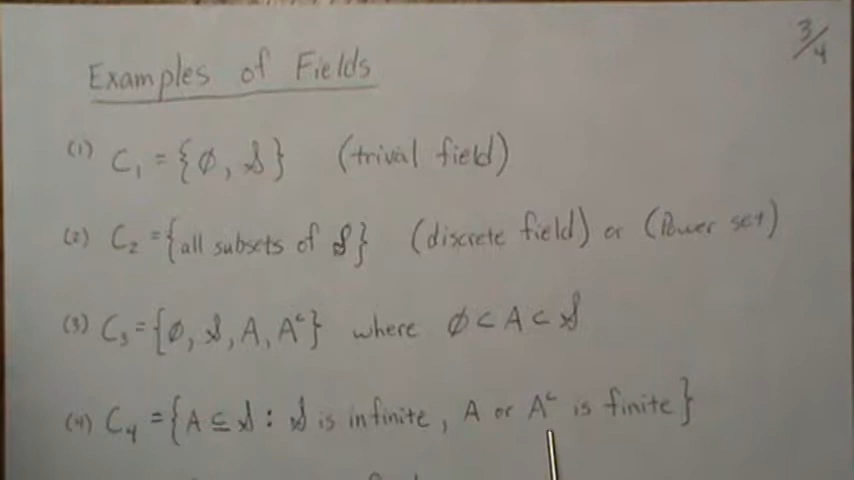 3/4
Examples of Fields
(1) C₁ = {∅, 𝒮} (trival field)
(2) C₂ = {all subsets of 𝒮} (discrete field) or (Power set)
(3) C₃ = {∅, 𝒮, A, Aᶜ} where ∅ ⊂ A ⊂ 𝒮
(4) C₄ = {A ⊆ 𝒮 : 𝒮 is infinite, A or Aᶜ is finite}